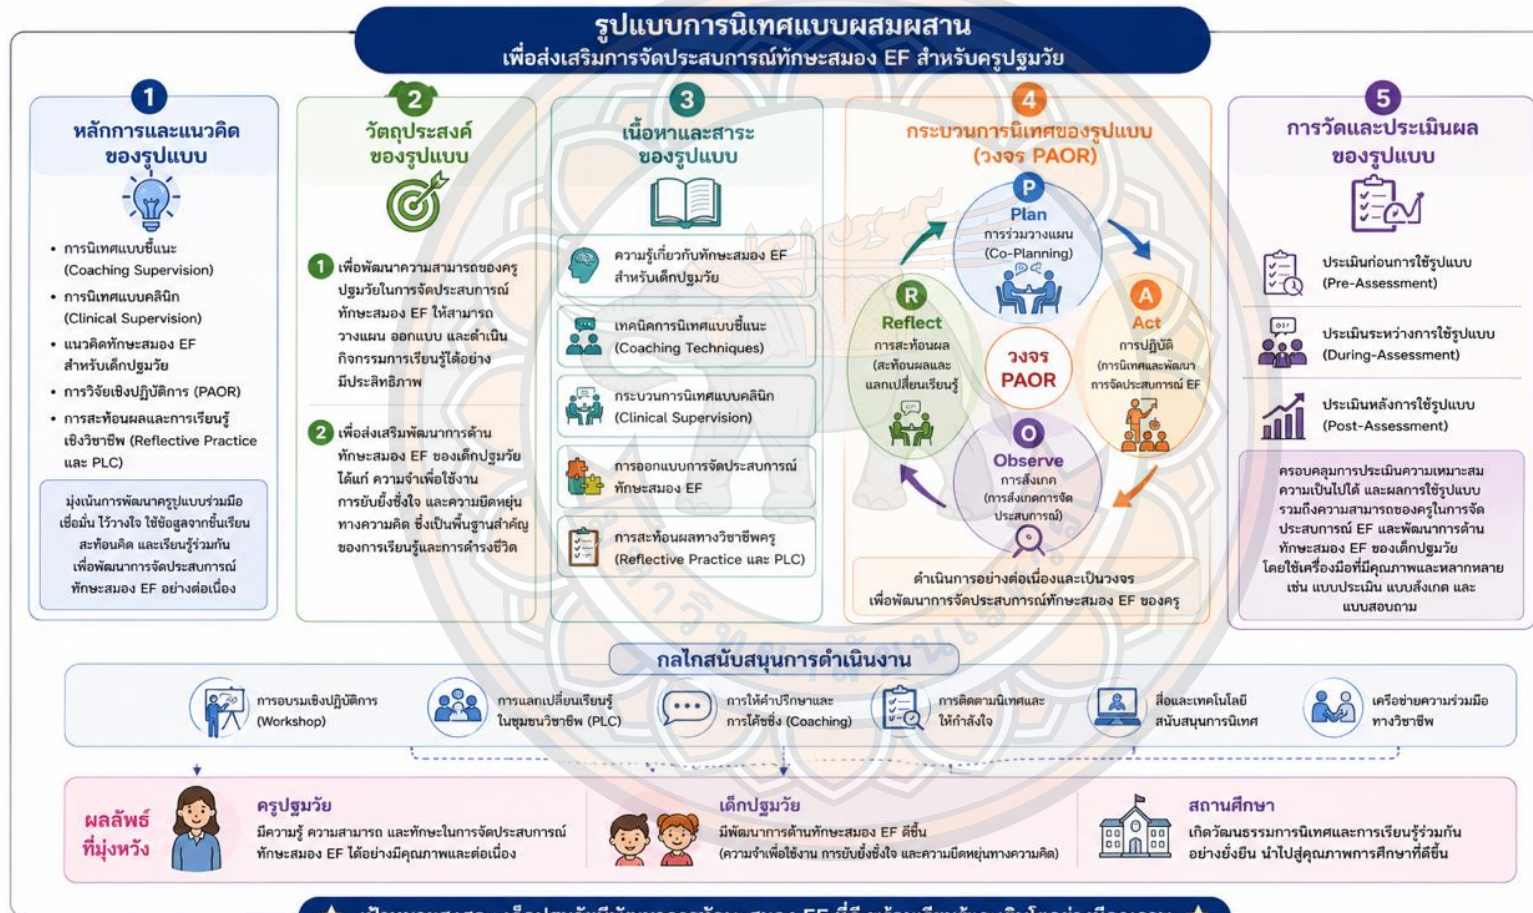 รูปแบบการนิเทศแบบผสมผสาน
เพื่อส่งเสริมการจัดประสบการณ์ทักษะสมอง EF สำหรับครูปฐมวัย
1
หลักการและแนวคิด
ของรูปแบบ
• การนิเทศแบบชี้แนะ
(Coaching Supervision)
• การนิเทศแบบคลินิก
(Clinical Supervision)
• แนวคิดทักษะสมอง EF
สำหรับเด็กปฐมวัย
• การวิจัยเชิงปฏิบัติการ (PAOR)
• การสะท้อนผลและการเรียนรู้
เชิงวิชาชีพ (Reflective Practice
และ PLC)
มุ่งเน้นการพัฒนาครูแบบร่วมมือ
เชื่อมั่น ไว้วางใจ ใช้ข้อมูลจากชั้นเรียน
สะท้อนคิด และเรียนรู้ร่วมกัน
เพื่อพัฒนาการจัดประสบการณ์
ทักษะสมอง EF อย่างต่อเนื่อง
2
วัตถุประสงค์
ของรูปแบบ
1 เพื่อพัฒนาความสามารถของครู
ปฐมวัยในการจัดประสบการณ์
ทักษะสมอง EF ให้สามารถ
วางแผน ออกแบบ และดำเนิน
กิจกรรมการเรียนรู้ได้อย่าง
มีประสิทธิภาพ
2 เพื่อส่งเสริมพัฒนาการด้าน
ทักษะสมอง EF ของเด็กปฐมวัย
ได้แก่ ความจำเพื่อใช้งาน
การยับยั้งชั่งใจ และความยืดหยุ่น
ทางความคิด ซึ่งเป็นพื้นฐานสำคัญ
ของการเรียนรู้และการดำรงชีวิต
3
เนื้อหาและสาระ
ของรูปแบบ
ความรู้เกี่ยวกับทักษะสมอง EF
สำหรับเด็กปฐมวัย
เทคนิคการนิเทศแบบชี้แนะ
(Coaching Techniques)
กระบวนการนิเทศแบบคลินิก
(Clinical Supervision)
การออกแบบการจัดประสบการณ์
ทักษะสมอง EF
การสะท้อนผลทางวิชาชีพครู
(Reflective Practice และ PLC)
4
กระบวนการนิเทศของรูปแบบ
(วงจร PAOR)
P
Plan
การร่วมวางแผน
(Co-Planning)
A
Act
การปฏิบัติ
(การนิเทศและพัฒนา
การจัดประสบการณ์ EF
O
Observe
การสังเกต
(การสังเกตการจัด
ประสบการณ์)
R
Reflect
การสะท้อนผล
(สะท้อนผลและ
แลกเปลี่ยนเรียนรู้
วงจร
PAOR
ดำเนินการอย่างต่อเนื่องและเป็นวงจร
เพื่อพัฒนาการจัดประสบการณ์ทักษะสมอง EF ของครู
5
การวัดและประเมินผล
ของรูปแบบ
ประเมินก่อนการใช้รูปแบบ
(Pre-Assessment)
ประเมินระหว่างการใช้รูปแบบ
(During-Assessment)
ประเมินหลังการใช้รูปแบบ
(Post-Assessment)
ครอบคลุมการประเมินความเหมาะสม
ความเป็นไปได้ และผลการใช้รูปแบบ
รวมถึงความสามารถของครูในการจัด
ประสบการณ์ EF และพัฒนาการด้าน
ทักษะสมอง EF ของเด็กปฐมวัย
โดยใช้เครื่องมือที่มีคุณภาพและหลากหลาย
เช่น แบบประเมิน แบบสังเกต และ
แบบสอบถาม
กลไกสนับสนุนการดำเนินงาน
การอบรมเชิงปฏิบัติการ
(Workshop)
การแลกเปลี่ยนเรียนรู้
ในชุมชนวิชาชีพ (PLC)
การให้คำปรึกษาและ
การโค้ชชิ่ง (Coaching)
การติดตามนิเทศและ
ให้กำลังใจ
สื่อและเทคโนโลยี
สนับสนุนการนิเทศ
เครือข่ายความร่วมมือ
ทางวิชาชีพ
ผลลัพธ์
ที่มุ่งหวัง
ครูปฐมวัย
มีความรู้ ความสามารถ และทักษะในการจัดประสบการณ์
ทักษะสมอง EF ได้อย่างมีคุณภาพและต่อเนื่อง
เด็กปฐมวัย
มีพัฒนาการด้านทักษะสมอง EF ดีขึ้น
(ความจำเพื่อใช้งาน การยับยั้งชั่งใจ และความยืดหยุ่นทางความคิด)
สถานศึกษา
เกิดวัฒนธรรมการนิเทศและการเรียนรู้ร่วมกัน
อย่างยั่งยืน นำไปสู่คุณภาพการศึกษาที่ดีขึ้น